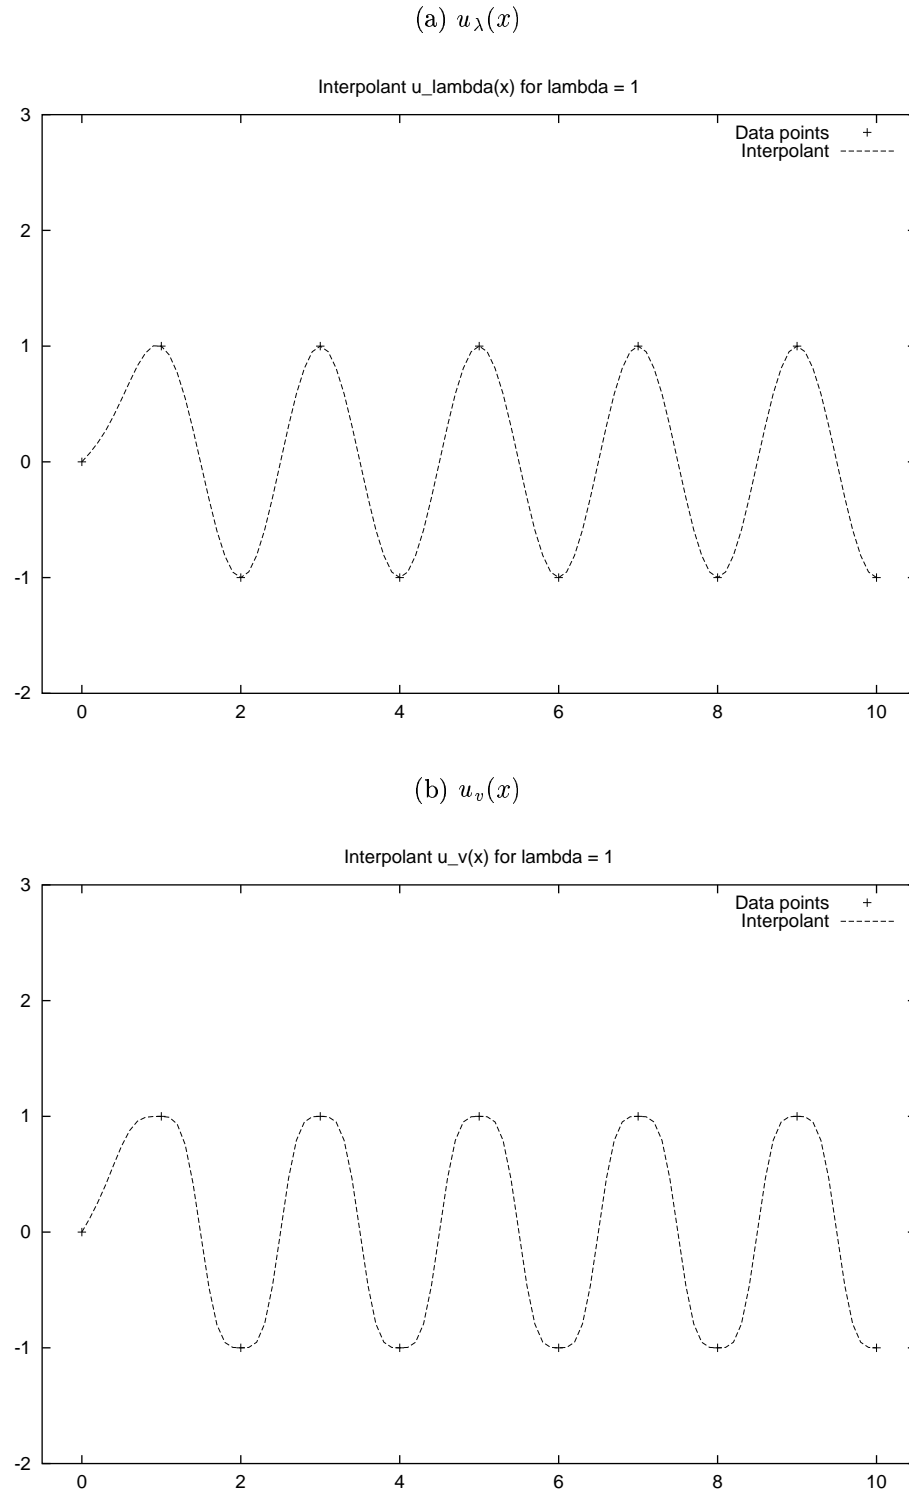 (a) u_λ(x)
Interpolant u_lambda(x) for lambda = 1
Data points
Interpolant
3
2
1
0
-1
-2
0 2 4 6 8 10
(b) u_v(x)
Interpolant u_v(x) for lambda = 1
Data points
Interpolant
3
2
1
0
-1
-2
0 2 4 6 8 10